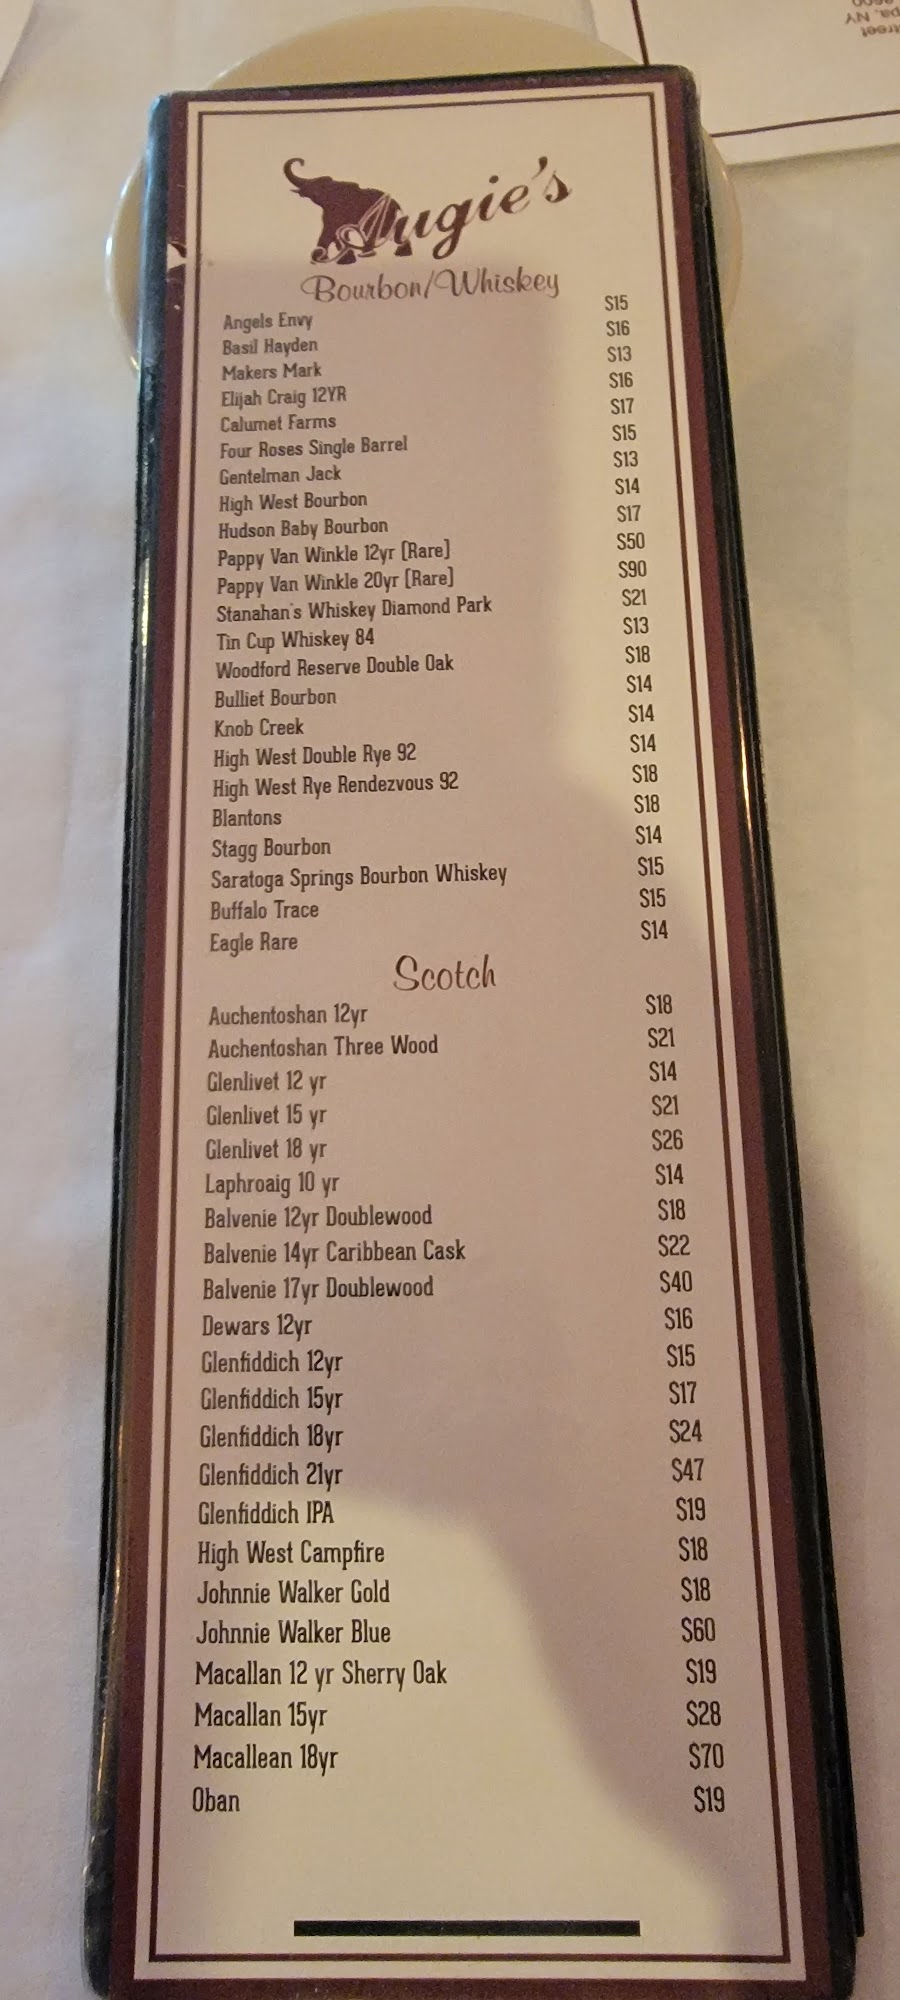 Augie's
Bourbon/Whiskey
Angels Envy $15
Basil Hayden $16
Makers Mark $13
Elijah Craig 12YR $16
Calumet Farms $17
Four Roses Single Barrel $15
Gentelman Jack $13
High West Bourbon $14
Hudson Baby Bourbon $17
Pappy Van Winkle 12yr [Rare] $50
Pappy Van Winkle 20yr [Rare] $90
Stanahan's Whiskey Diamond Park $21
Tin Cup Whiskey 84 $13
Woodford Reserve Double Oak $18
Bulliet Bourbon $14
Knob Creek $14
High West Double Rye 92 $14
High West Rye Rendezvous 92 $18
Blantons $18
Stagg Bourbon $14
Saratoga Springs Bourbon Whiskey $15
Buffalo Trace $15
Eagle Rare $14
Scotch
Auchentoshan 12yr $18
Auchentoshan Three Wood $21
Glenlivet 12 yr $14
Glenlivet 15 yr $21
Glenlivet 18 yr $26
Laphroaig 10 yr $14
Balvenie 12yr Doublewood $18
Balvenie 14yr Caribbean Cask $22
Balvenie 17yr Doublewood $40
Dewars 12yr $16
Glenfiddich 12yr $15
Glenfiddich 15yr $17
Glenfiddich 18yr $24
Glenfiddich 21yr $47
Glenfiddich IPA $19
High West Campfire $18
Johnnie Walker Gold $18
Johnnie Walker Blue $60
Macallan 12 yr Sherry Oak $19
Macallan 15yr $28
Macallean 18yr $70
Oban $19
NY